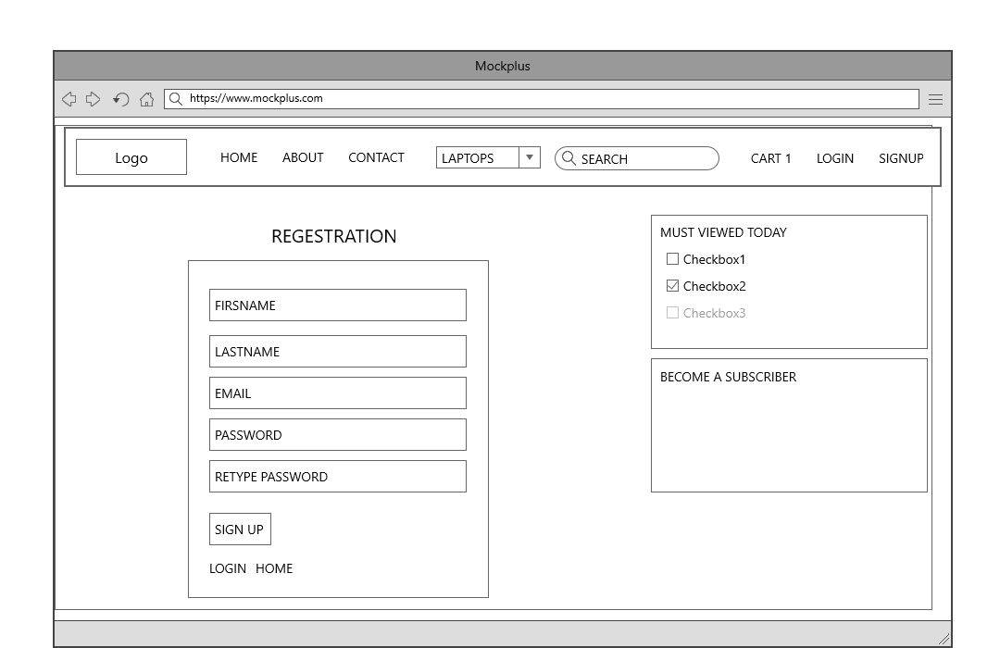 Mockplus
https://www.mockplus.com
Logo HOME ABOUT CONTACT LAPTOPS SEARCH CART 1 LOGIN SIGNUP
REGESTRATION
FIRSNAME
LASTNAME
EMAIL
PASSWORD
RETYPE PASSWORD
SIGN UP
LOGIN HOME
MUST VIEWED TODAY
Checkbox1
Checkbox2
Checkbox3
BECOME A SUBSCRIBER